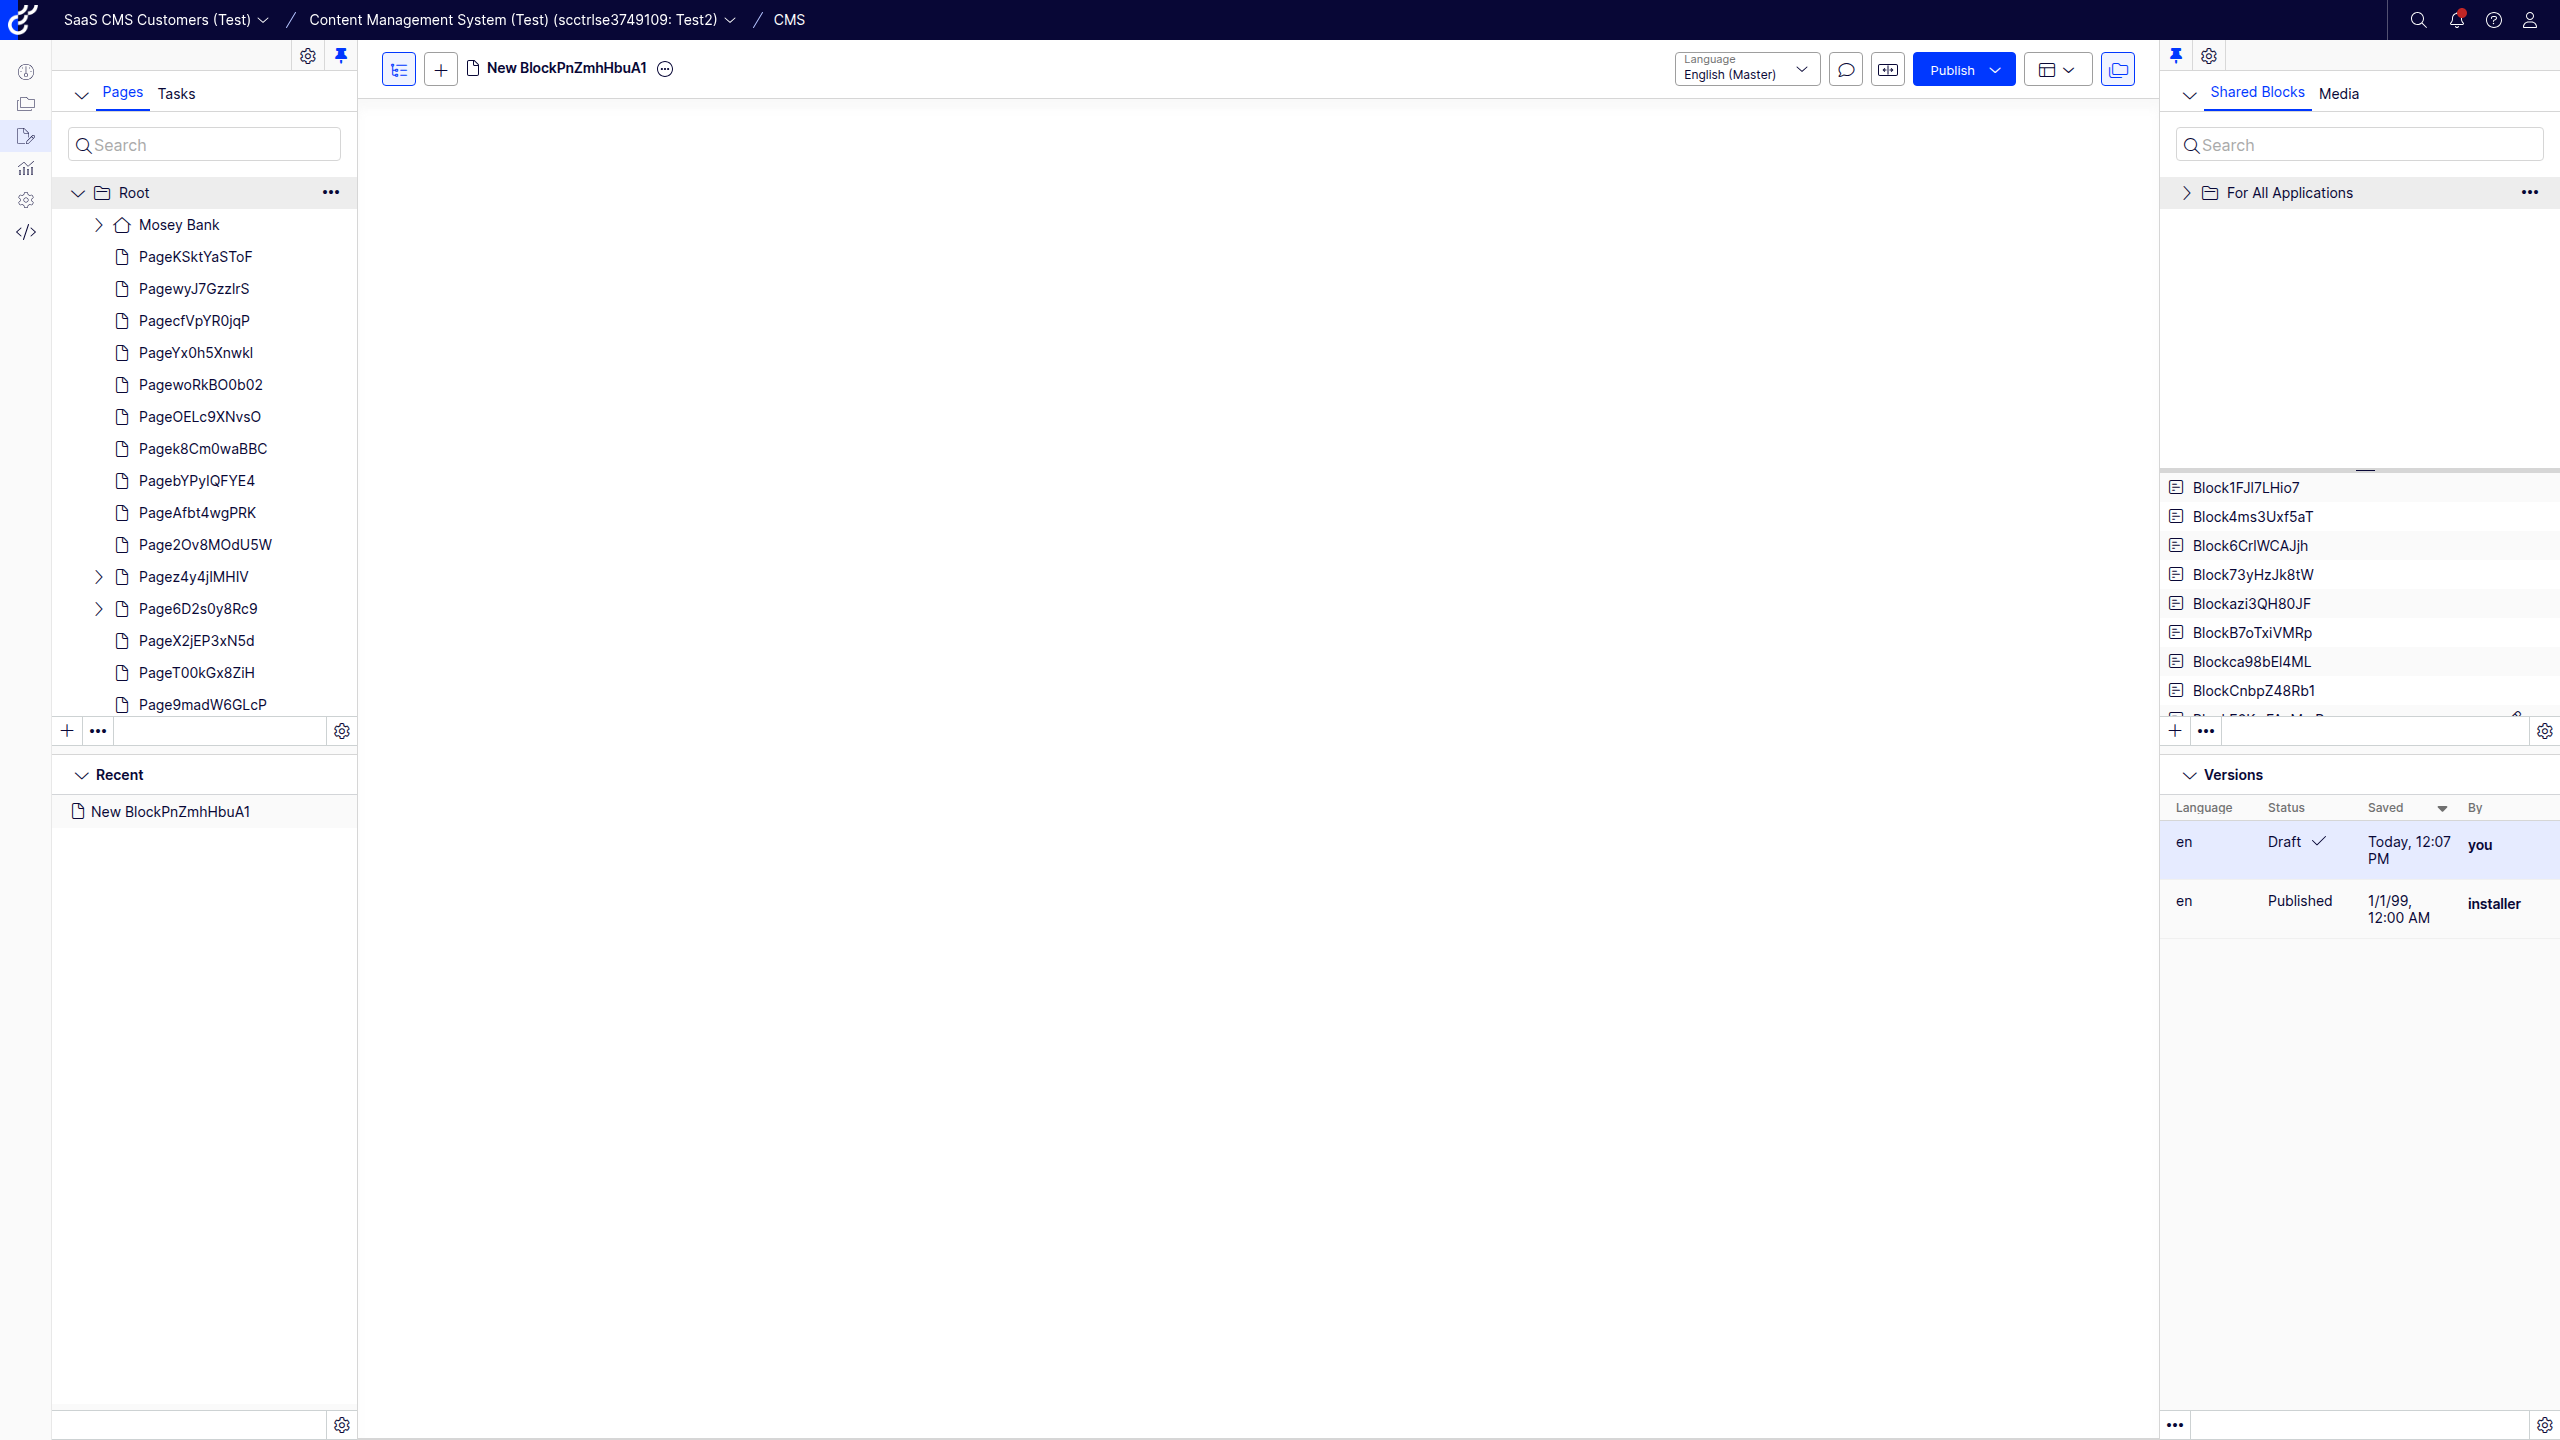 SaaS CMS Customers (Test) / Content Management System (Test) (scctrlse3749109: Test2) / CMS
Pages Tasks
Search
Root
Mosey Bank
PageKSktYaSToF
PagewyJ7GzzIrS
PagecfVpYR0jqP
PageYx0h5Xnwkl
PagewoRkBO0b02
PageOELc9XNvsO
Pagek8Cm0waBBC
PagebYPylQFYE4
PageAfbt4wgPRK
Page2Ov8MOdU5W
Pagez4y4jIMHlV
Page6D2s0y8Rc9
PageX2jEP3xN5d
PageT00kGx8ZiH
Page9madW6GLcP
Recent
New BlockPnZmhHbuA1
New BlockPnZmhHbuA1
Language
English (Master)
Publish
Shared Blocks Media
Search
For All Applications
Block1FJl7LHio7
Block4ms3Uxf5aT
Block6CrlWCAJjh
Block73yHzJk8tW
Blockazi3QH80JF
BlockB7oTxiVMRp
Blockca98bEl4ML
BlockCnbpZ48Rb1
Versions
Language Status Saved By
en Draft Today, 12:07 PM you
en Published 1/1/99, 12:00 AM installer